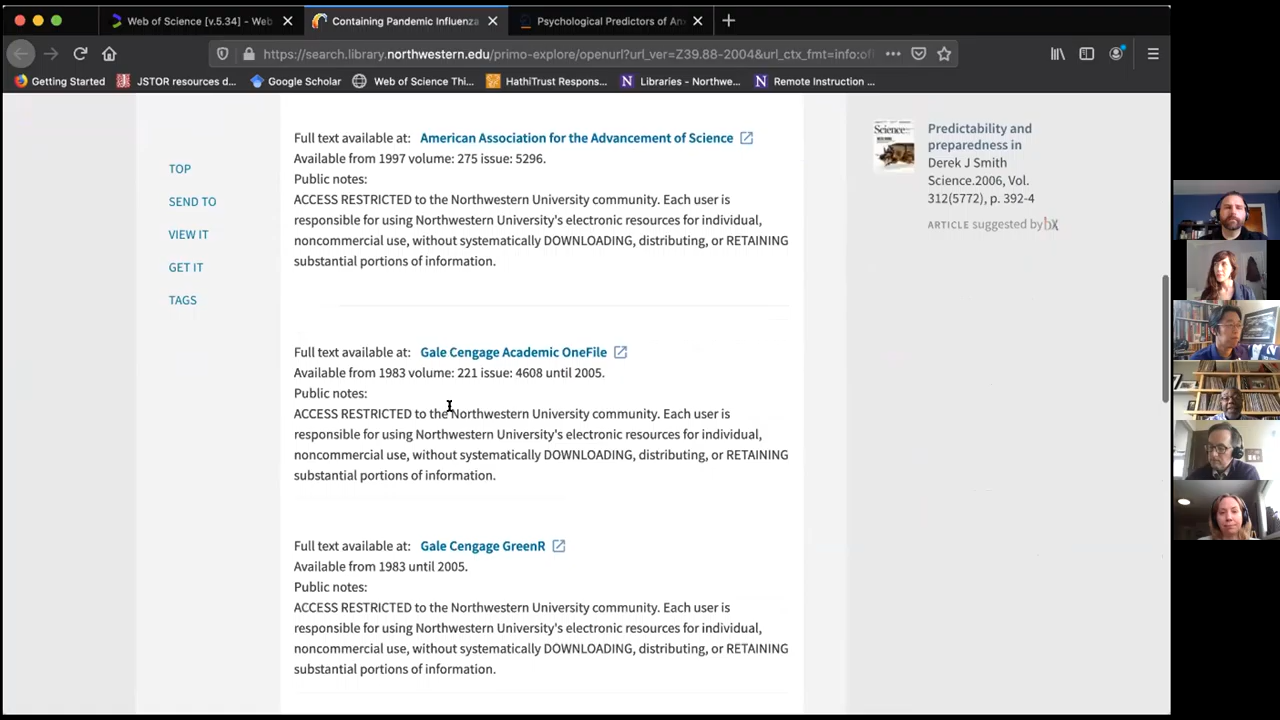 Web of Science [v.5.34] - Web
Containing Pandemic Influenza
Psychological Predictors of An
https://search.library.northwestern.edu/primo-explore/openurl?url_ver=Z39.88-2004&url_ctx_fmt=info:of
Getting Started
JSTOR resources d...
Google Scholar
Web of Science Thi...
HathiTrust Respons...
Libraries - Northwe...
Remote Instruction ...
TOP
SEND TO
VIEW IT
GET IT
TAGS
Full text available at: American Association for the Advancement of Science
Available from 1997 volume: 275 issue: 5296.
Public notes:
ACCESS RESTRICTED to the Northwestern University community. Each user is
responsible for using Northwestern University's electronic resources for individual,
noncommercial use, without systematically DOWNLOADING, distributing, or RETAINING
substantial portions of information.
Full text available at: Gale Cengage Academic OneFile
Available from 1983 volume: 221 issue: 4608 until 2005.
Public notes:
ACCESS RESTRICTED to the Northwestern University community. Each user is
responsible for using Northwestern University's electronic resources for individual,
noncommercial use, without systematically DOWNLOADING, distributing, or RETAINING
substantial portions of information.
Full text available at: Gale Cengage GreenR
Available from 1983 until 2005.
Public notes:
ACCESS RESTRICTED to the Northwestern University community. Each user is
responsible for using Northwestern University's electronic resources for individual,
noncommercial use, without systematically DOWNLOADING, distributing, or RETAINING
substantial portions of information.
Science
Predictability and
preparedness in
Derek J Smith
Science.2006, Vol.
312(5772), p. 392-4
ARTICLE suggested by bX